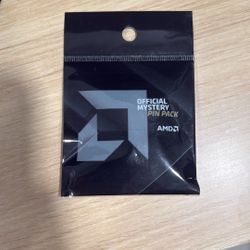 OFFICIAL
MYSTERY
PIN PACK
AMD